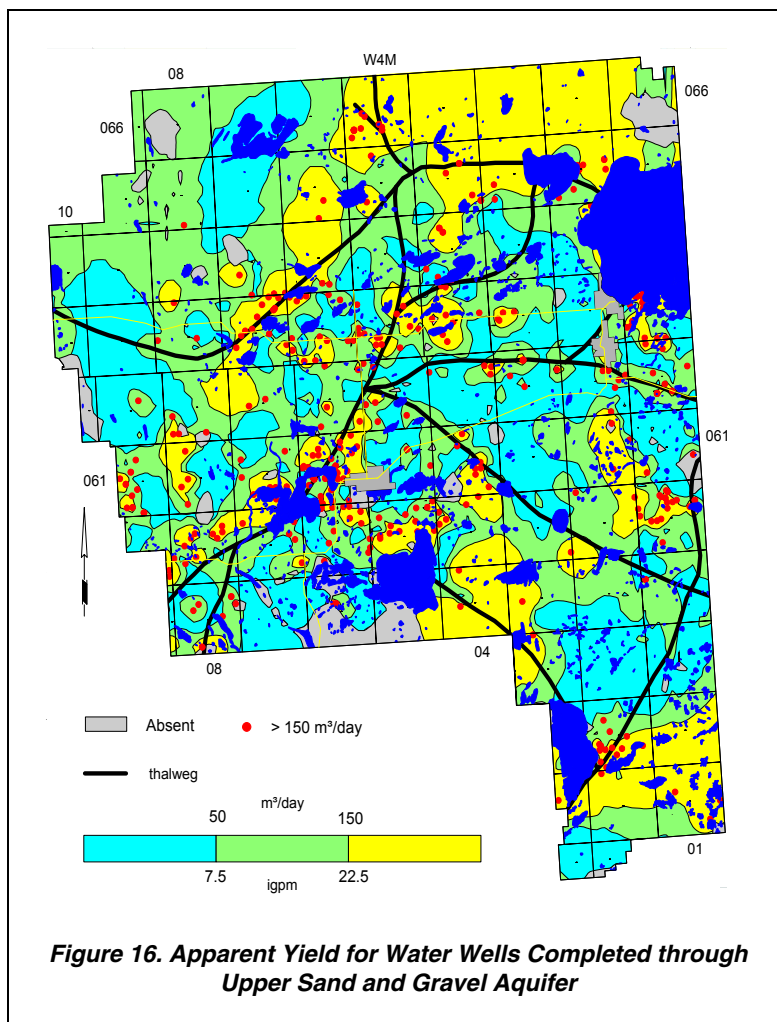 W4M
08
066
066
10
061
061
04
08
01
Absent
> 150 m³/day
thalweg
m³/day
50
150
7.5
igpm
22.5
Figure 16. Apparent Yield for Water Wells Completed through
Upper Sand and Gravel Aquifer